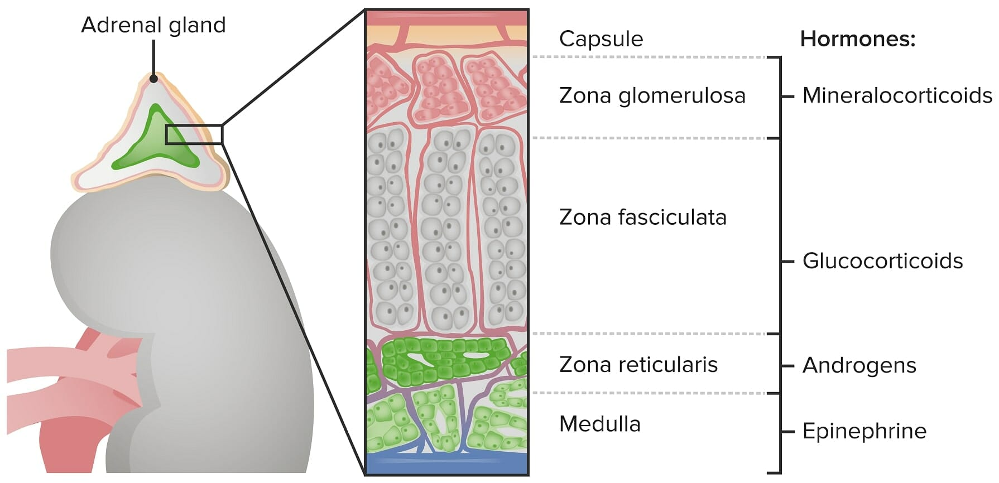 Adrenal gland
Capsule
Hormones:
Zona glomerulosa
Mineralocorticoids
Zona fasciculata
Glucocorticoids
Zona reticularis
Androgens
Medulla
Epinephrine